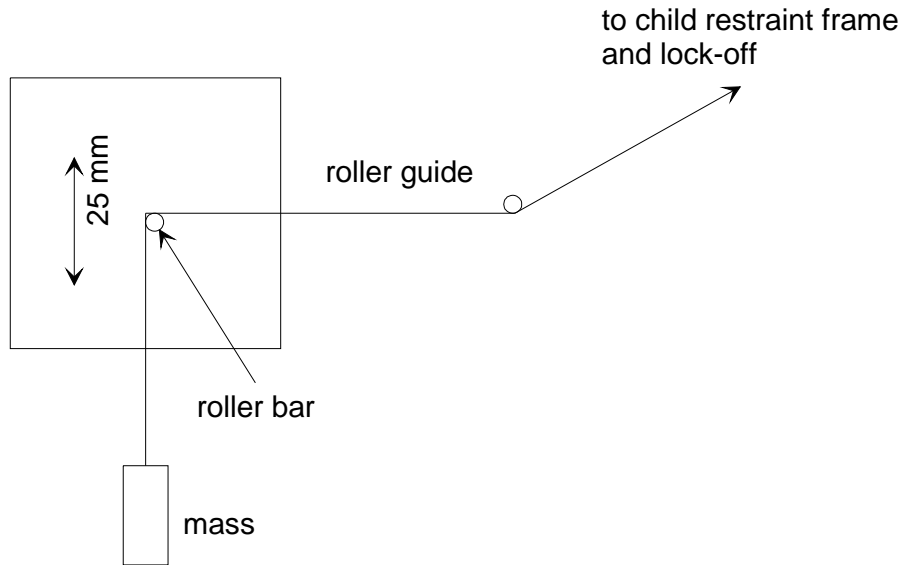 to child restraint frame
and lock-off
25 mm
roller guide
roller bar
mass